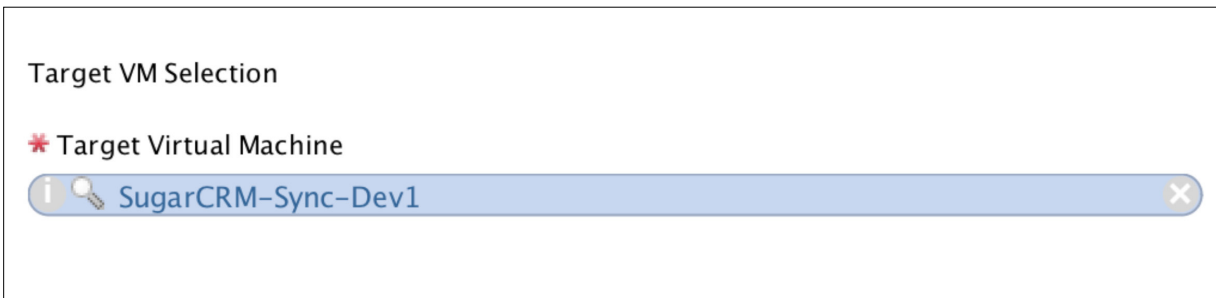 Target VM Selection
* Target Virtual Machine
SugarCRM-Sync-Dev1